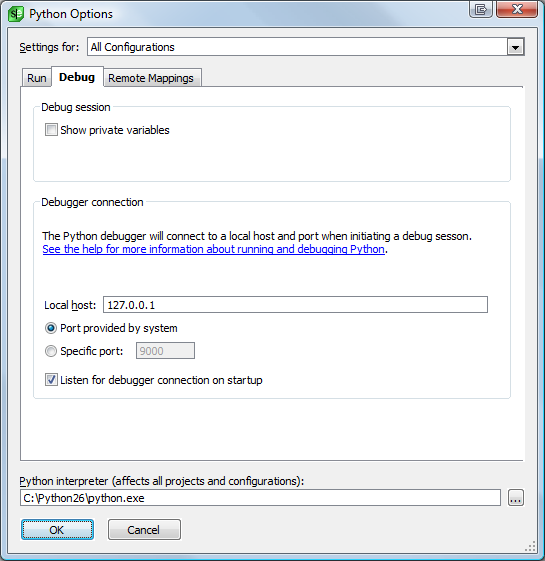 Python Options
Settings for: All Configurations
Run Debug Remote Mappings
Debug session
Show private variables
Debugger connection
The Python debugger will connect to a local host and port when initiating a debug sesson.
See the help for more information about running and debugging Python.
Local host: 127.0.0.1
Port provided by system
Specific port: 9000
Listen for debugger connection on startup
Python interpreter (affects all projects and configurations):
C:\Python26\python.exe ...
OK Cancel